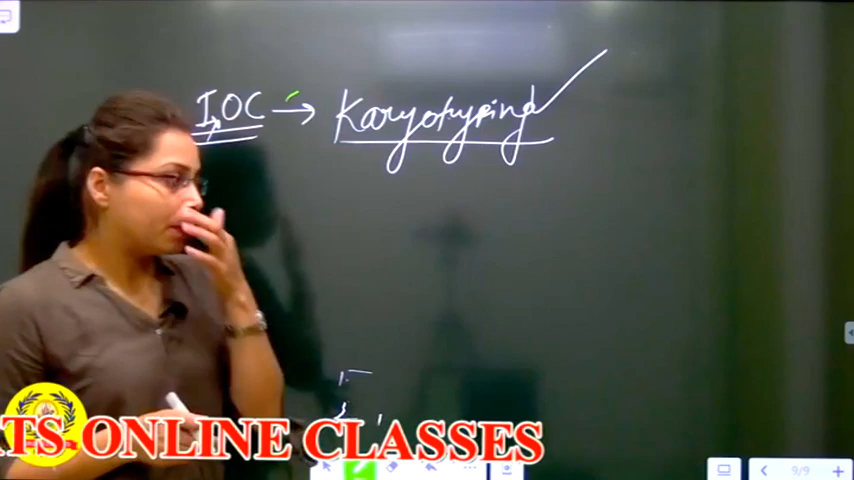 IOC → Karyotyping
TS ONLINE CLASSES
9/9